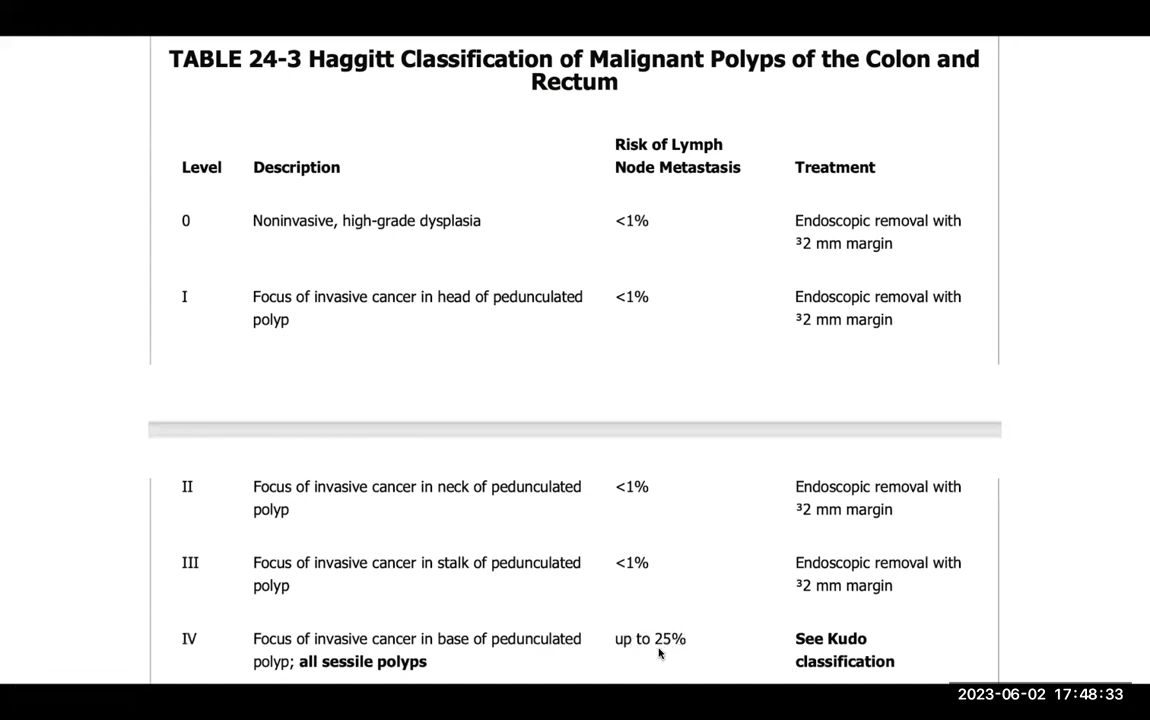 TABLE 24-3 Haggitt Classification of Malignant Polyps of the Colon and
Rectum
Risk of Lymph
Level Description Node Metastasis Treatment
0 Noninvasive, high-grade dysplasia <1% Endoscopic removal with
³2 mm margin
I Focus of invasive cancer in head of pedunculated <1% Endoscopic removal with
polyp ³2 mm margin
II Focus of invasive cancer in neck of pedunculated <1% Endoscopic removal with
polyp ³2 mm margin
III Focus of invasive cancer in stalk of pedunculated <1% Endoscopic removal with
polyp ³2 mm margin
IV Focus of invasive cancer in base of pedunculated up to 25% See Kudo
polyp; all sessile polyps classification
2023-06-02 17:48:33